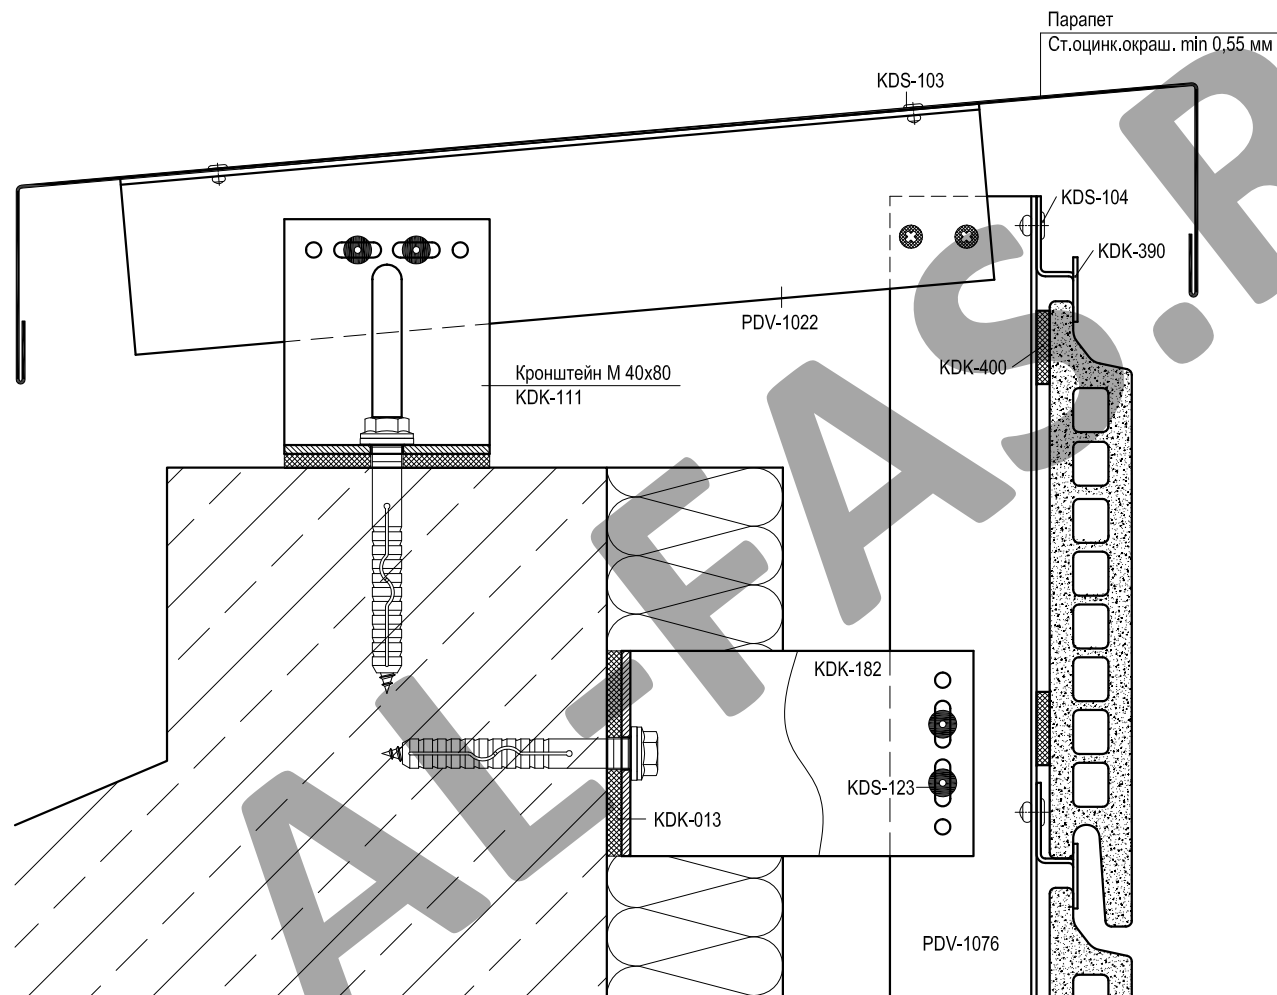 Парапет
Ст.оцинк.окраш. min 0,55 мм
KDS-103
KDS-104
KDK-390
PDV-1022
KDK-400
Кронштейн М 40х80
KDK-111
KDK-182
KDS-123
KDK-013
PDV-1076
AL-FAS.R